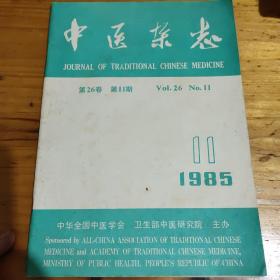 中医杂志
JOURNAL OF TRADITIONAL CHINESE MEDICINE
第26卷 第11期 Vol. 26 No. 11
11
1985
中华全国中医学会 卫生部中医研究院 主办
Sponsored by ALL-CHINA ASSOCIATION OF TRADITIONAL CHINESE
MEDICINE and ACADEMY OF TRADITIONAL CHINESE MEDICINE,
MINISTRY OF PUBLIC HEALTH, PEOPLE'S REPUBLIC OF CHINA